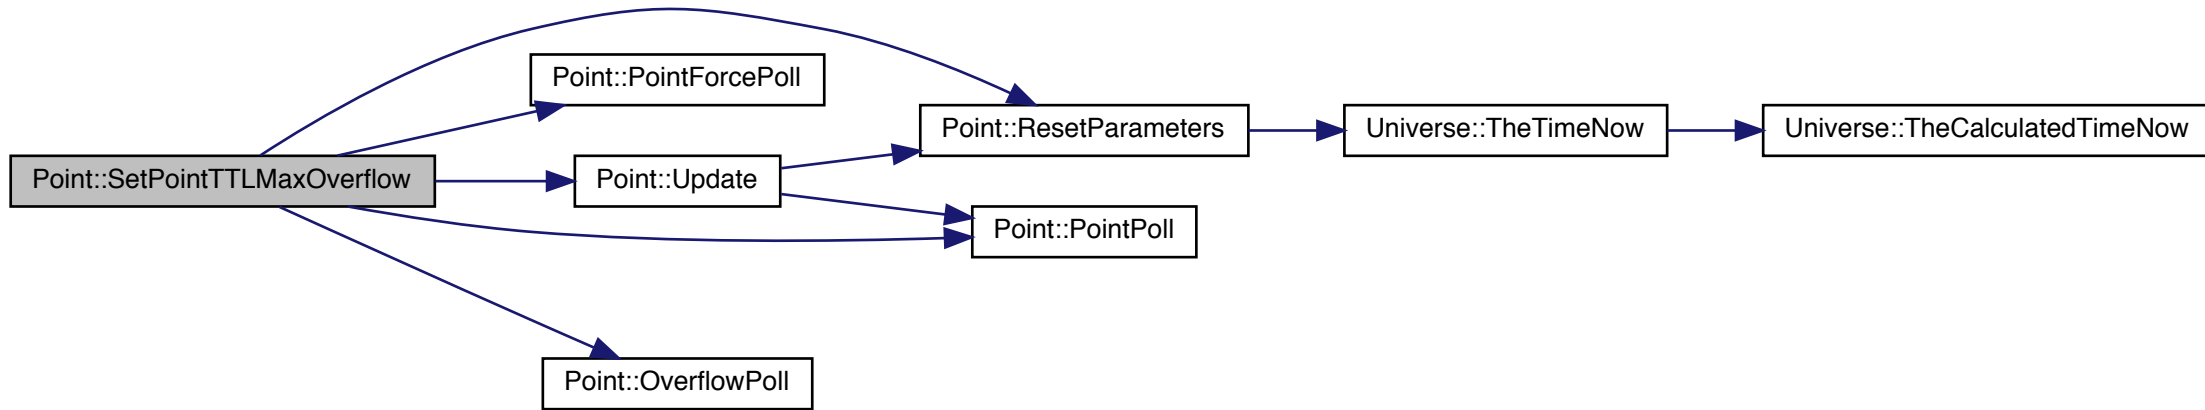 Point::PointForcePoll
Point::ResetParameters
Universe::TheTimeNow
Universe::TheCalculatedTimeNow
Point::SetPointTTLMaxOverflow
Point::Update
Point::PointPoll
Point::OverflowPoll